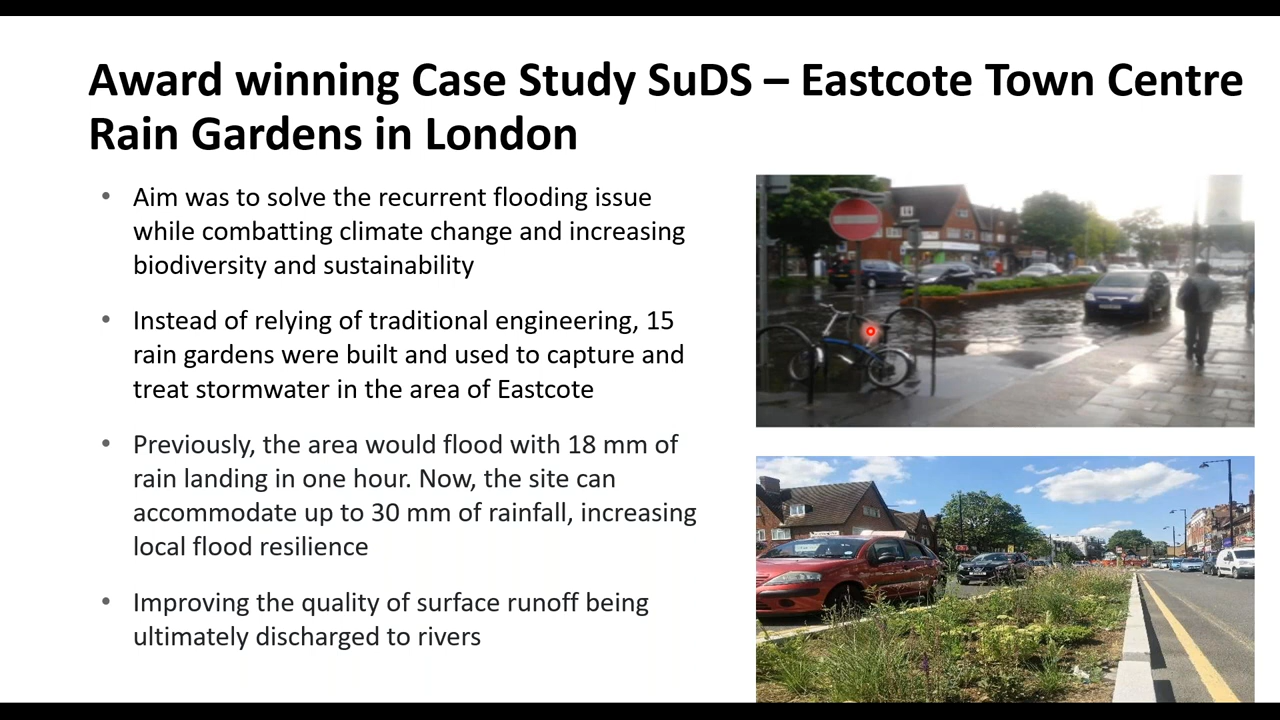 Award winning Case Study SuDS – Eastcote Town Centre
Rain Gardens in London
• Aim was to solve the recurrent flooding issue
while combatting climate change and increasing
biodiversity and sustainability
• Instead of relying of traditional engineering, 15
rain gardens were built and used to capture and
treat stormwater in the area of Eastcote
• Previously, the area would flood with 18 mm of
rain landing in one hour. Now, the site can
accommodate up to 30 mm of rainfall, increasing
local flood resilience
• Improving the quality of surface runoff being
ultimately discharged to rivers